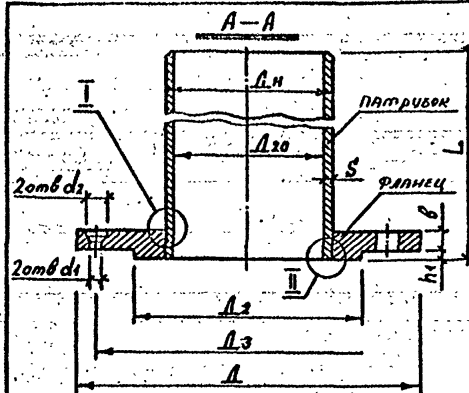 А–А
I
Дн
ПАТРУБОК
L
Д20
S
2отв d2
ФЛАНЕЦ
в
2отв d1
II
h1
Д2
Д3
Д